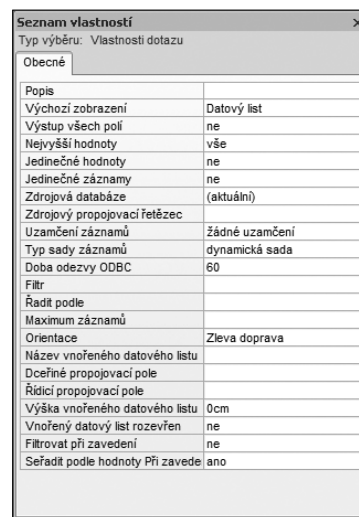 Seznam vlastností
Typ výběru: Vlastnosti dotazu
Obecné
Popis
Výchozí zobrazení Datový list
Výstup všech polí ne
Nejvyšší hodnoty vše
Jedinečné hodnoty ne
Jedinečné záznamy ne
Zdrojová databáze (aktuální)
Zdrojový propojovací řetězec
Uzamčení záznamů žádné uzamčení
Typ sady záznamů dynamická sada
Doba odezvy ODBC 60
Filtr
Řadit podle
Maximum záznamů
Orientace Zleva doprava
Název vnořeného datového listu
Dceřiné propojovací pole
Řídicí propojovací pole
Výška vnořeného datového listu 0cm
Vnořený datový list rozevřen ne
Filtrovat při zavedení ne
Seřadit podle hodnoty Při zavede ano